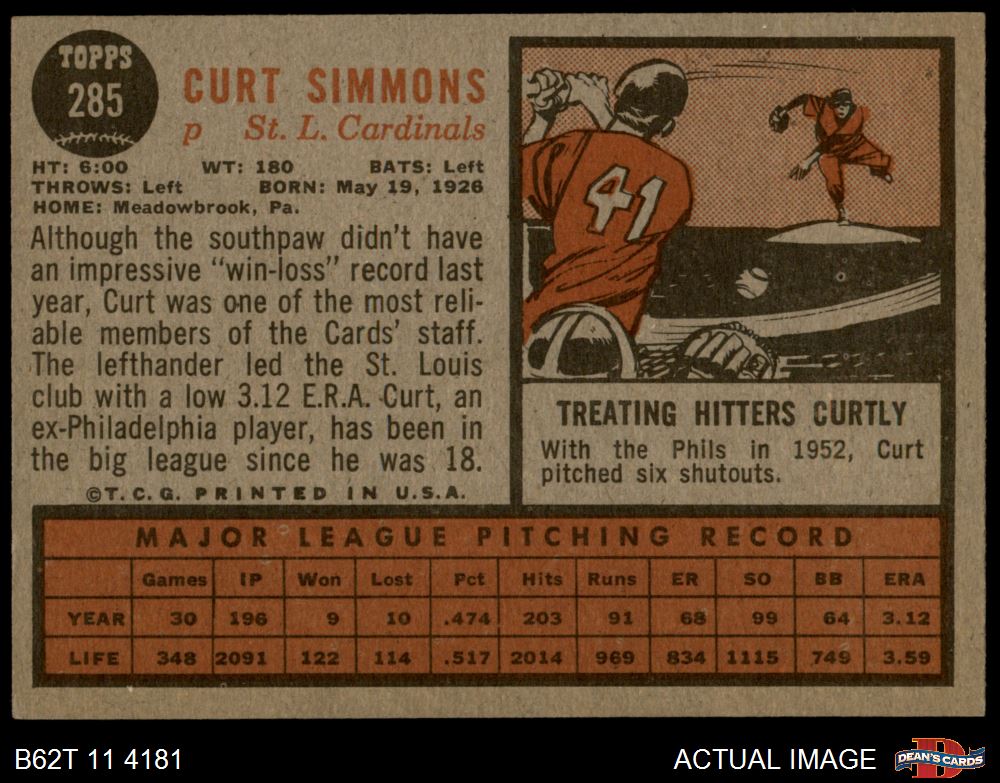 TOPPS
285
CURT SIMMONS
p St. L. Cardinals
HT: 6:00 WT: 180 BATS: Left
THROWS: Left BORN: May 19, 1926
HOME: Meadowbrook, Pa.
Although the southpaw didn't have
an impressive "win-loss" record last
year, Curt was one of the most reli-
able members of the Cards' staff.
The lefthander led the St. Louis
club with a low 3.12 E.R.A. Curt, an
ex-Philadelphia player, has been in
the big league since he was 18.
©T.C.G. PRINTED IN U.S.A.
41
TREATING HITTERS CURTLY
With the Phils in 1952, Curt
pitched six shutouts.
MAJOR LEAGUE PITCHING RECORD
Games IP Won Lost Pct Hits Runs ER SO BB ERA
YEAR 30 196 9 10 .474 203 91 68 99 64 3.12
LIFE 348 2091 122 114 .517 2014 969 834 1115 749 3.59
B62T 11 4181
ACTUAL IMAGE
D
DEAN'S CARDS